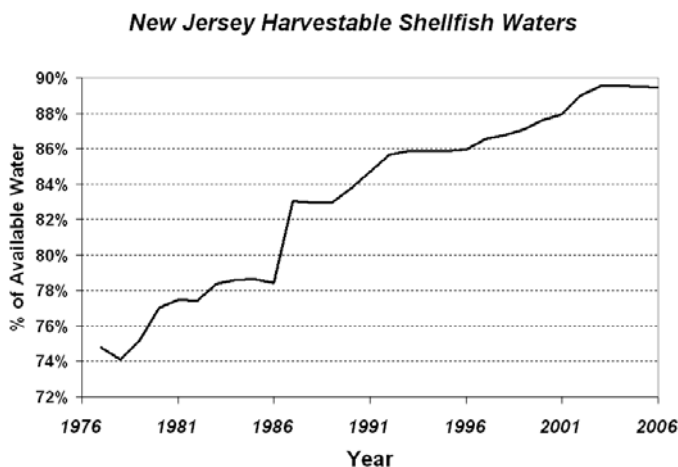 New Jersey Harvestable Shellfish Waters
% of Available Water
90%
88%
86%
84%
82%
80%
78%
76%
74%
72%
1976 1981 1986 1991 1996 2001 2006
Year